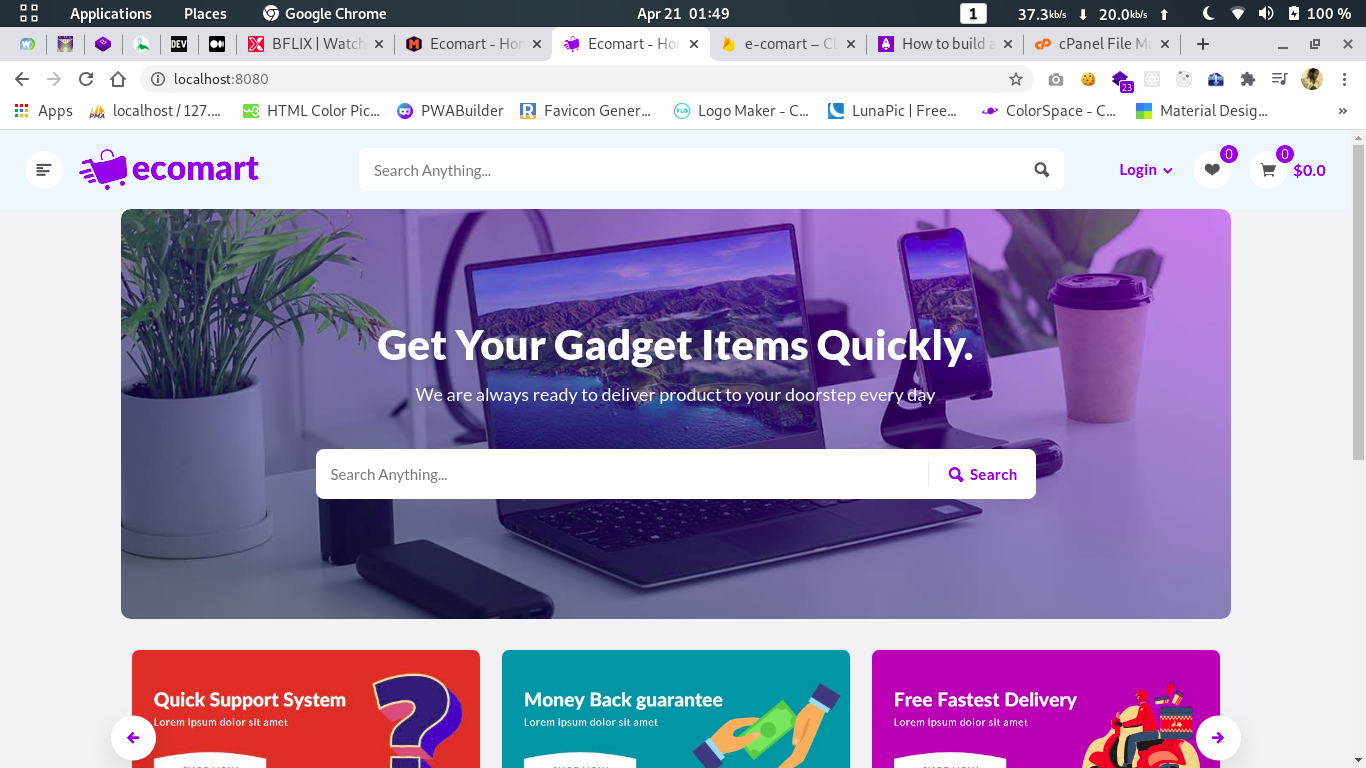 Applications Places Google Chrome Apr 21 01:49 1 37.3kb/s 20.0kb/s 100 %
DEV BFLIX | Watch Ecomart - Hor Ecomart - Ho e-comart – Cl How to build a cPanel File Ma
localhost:8080 23
Apps localhost / 127.... HTML Color Pic... PWABuilder Favicon Gener... Logo Maker - C... LunaPic | Free... ColorSpace - C... Material Desig... »
ecomart Search Anything... Login 0 0 $0.0
Get Your Gadget Items Quickly.
We are always ready to deliver product to your doorstep every day
Search Anything... Search
Quick Support System
Lorem ipsum dolor sit amet
Money Back guarantee
Lorem ipsum dolor sit amet
Free Fastest Delivery
Lorem ipsum dolor sit amet